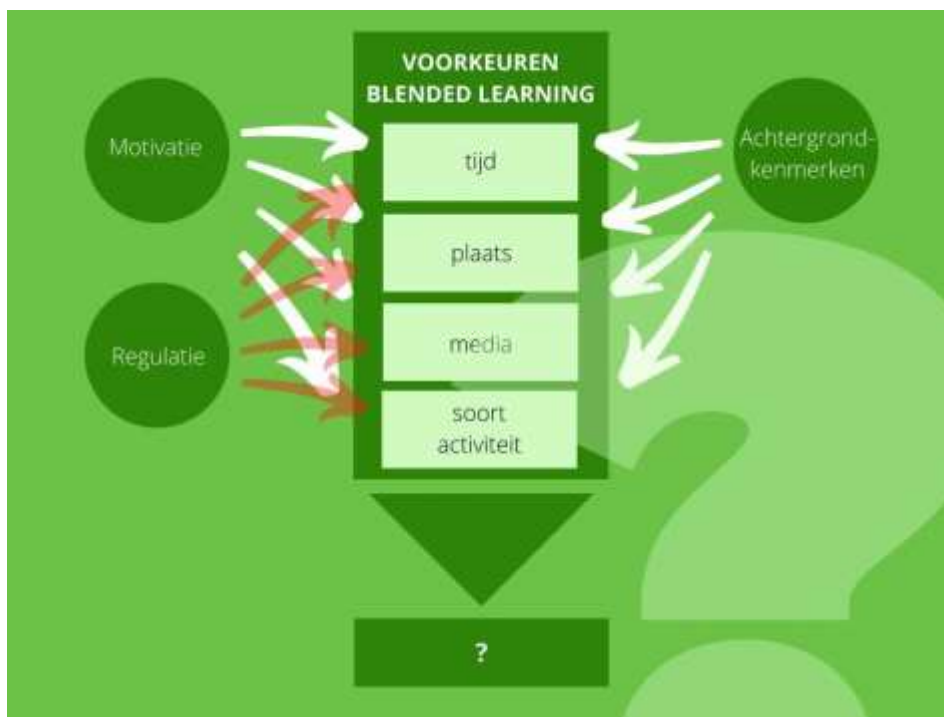 VOORKEUREN
BLENDED LEARNING
Motivatie
Achtergrond-
kenmerken
tijd
plaats
Regulatie
media
soort
activiteit
?